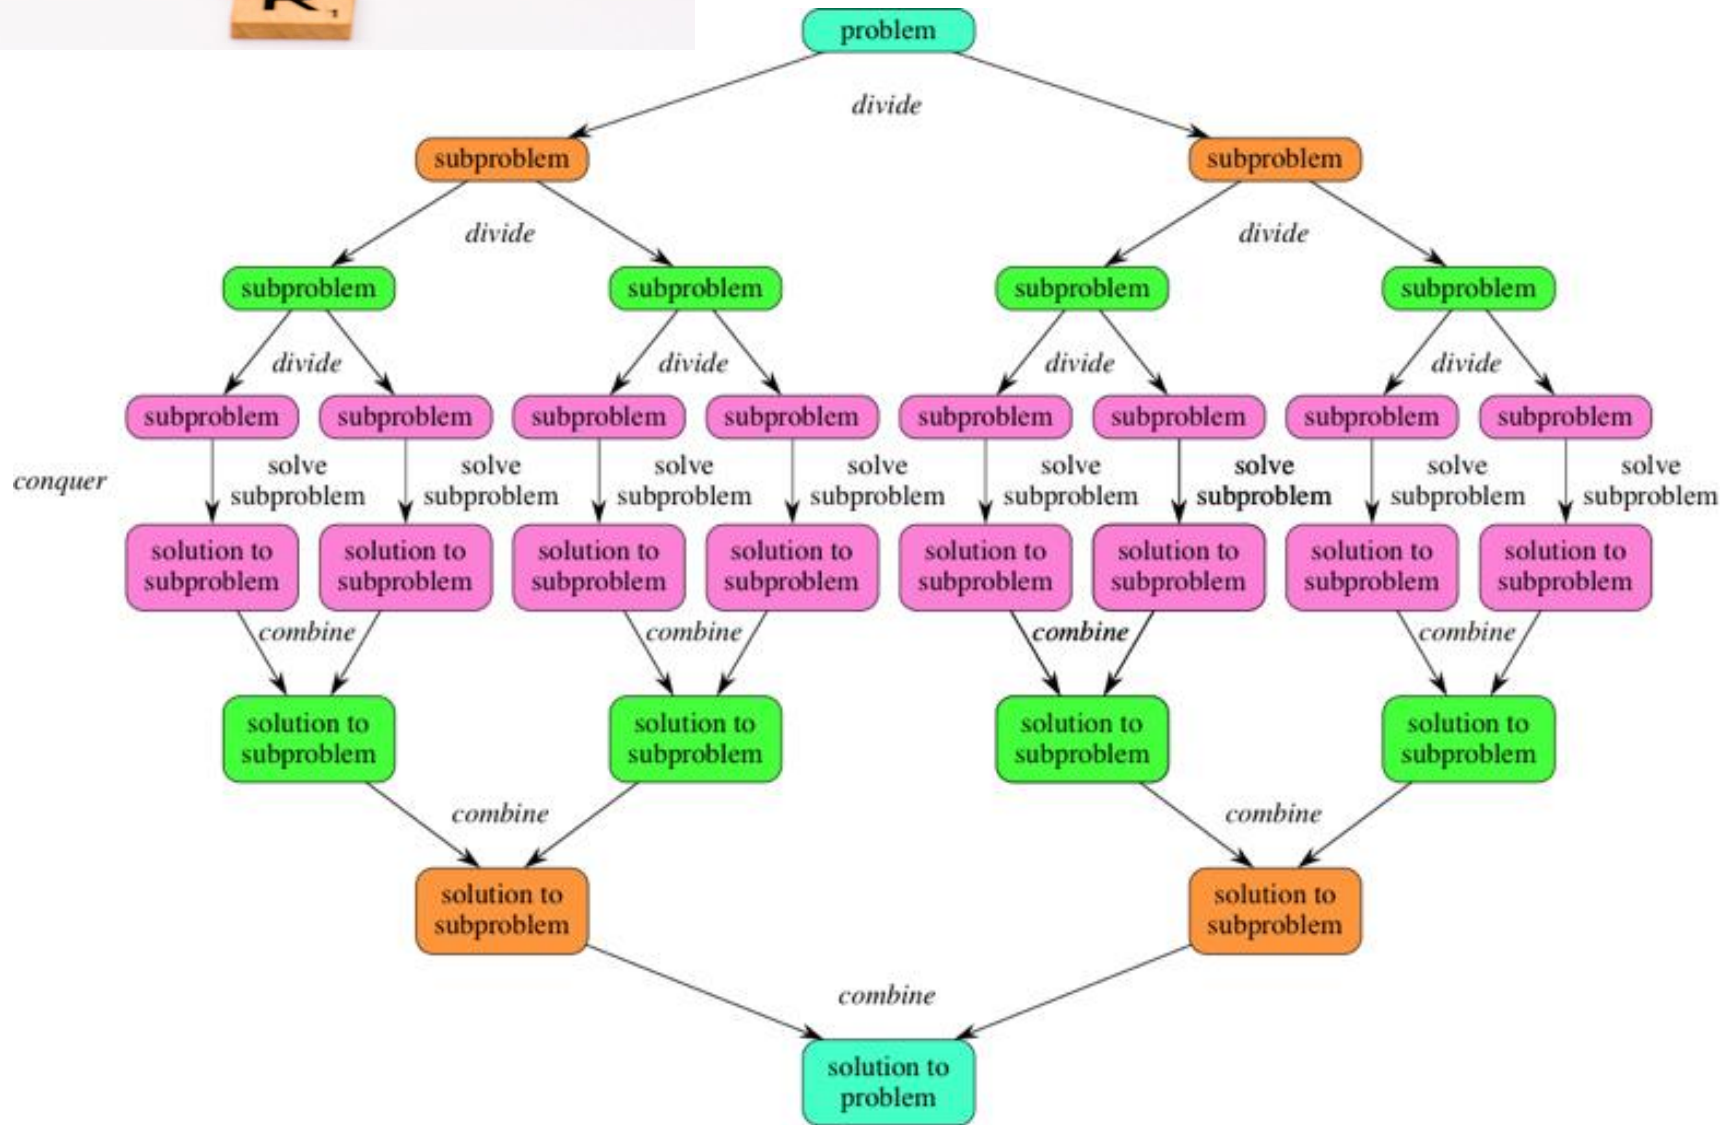 R
1
problem
divide
subproblem subproblem
divide divide
subproblem subproblem subproblem subproblem
divide divide divide divide
subproblem subproblem subproblem subproblem subproblem subproblem subproblem subproblem
conquer
solve solve solve solve solve solve solve solve
subproblem subproblem subproblem subproblem subproblem subproblem subproblem subproblem
solution to solution to solution to solution to solution to solution to solution to solution to
subproblem subproblem subproblem subproblem subproblem subproblem subproblem subproblem
combine combine combine combine
solution to solution to solution to solution to
subproblem subproblem subproblem subproblem
combine combine
solution to solution to
subproblem subproblem
combine
solution to
problem